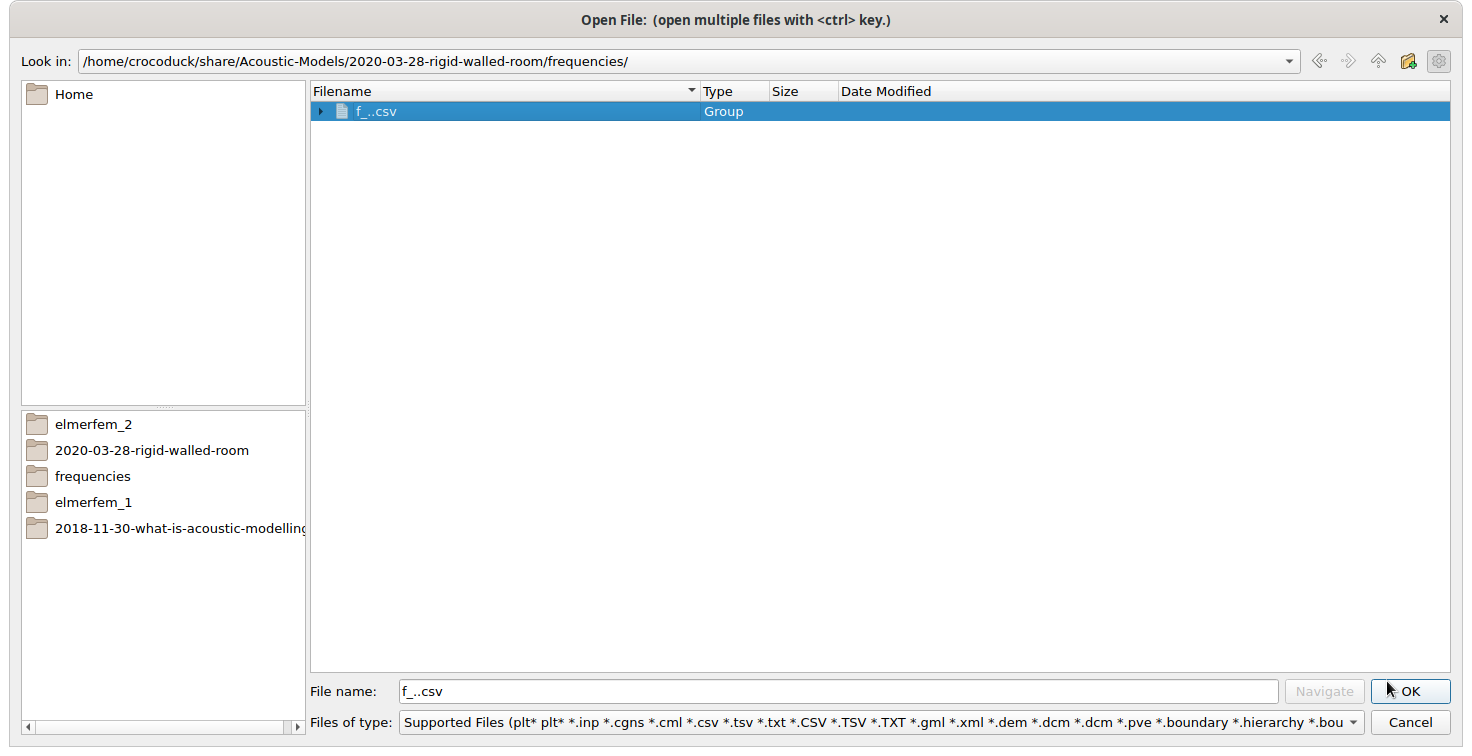 Open File: (open multiple files with <ctrl> key.)
Look in: /home/crocoduck/share/Acoustic-Models/2020-03-28-rigid-walled-room/frequencies/
Home
Filename Type Size Date Modified
f_..csv Group
elmerfem_2
2020-03-28-rigid-walled-room
frequencies
elmerfem_1
2018-11-30-what-is-acoustic-modelling
File name: f_..csv Navigate OK
Files of type: Supported Files (plt* plt* *.inp *.cgns *.cml *.csv *.tsv *.txt *.CSV *.TSV *.TXT *.gml *.xml *.dem *.dcm *.dcm *.pve *.boundary *.hierarchy *.bou Cancel